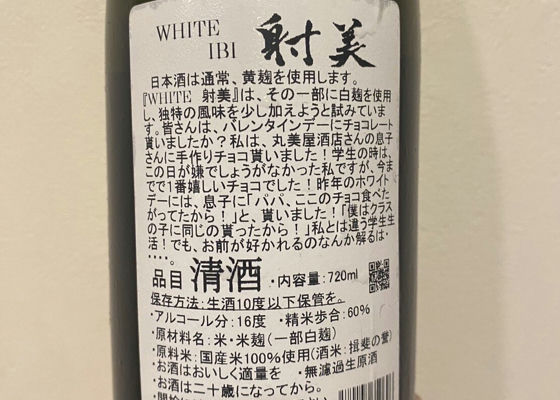 WHITE
IBI 射美
日本酒は通常、黄麹を使用します。
『WHITE 射美』は、その一部に白麹を使用
し、独特の風味を少し加えようと試みていま
す。皆さんは、バレンタインデーにチョコレート
貰いましたか?私は、丸美屋酒店さんの息子
さんに手作りチョコ貰いました!学生の時は、
この日が嫌でしょうがなかった私ですが、今ま
でで1番嬉しいチョコでした!昨年のホワイト
デーには、息子に「パパ、ここのチョコ食べた
がってたから!」と、貰いました!「僕はクラス
の子に同じの貰ったから!」私とは違う学生生
活!でも、お前が好かれるのなんか解るは・
・・・・。
品目 清酒 ・内容量:720ml
保存方法:生酒10度以下保管を。
・アルコール分:16度 ・精米歩合:60%
・原材料名:米・米麹(一部白麹)
・原料米:国産米100%使用(酒米:揖斐の誉)
・お酒はおいしく適量を ・無濾過生原酒
・お酒は二十歳になってから。